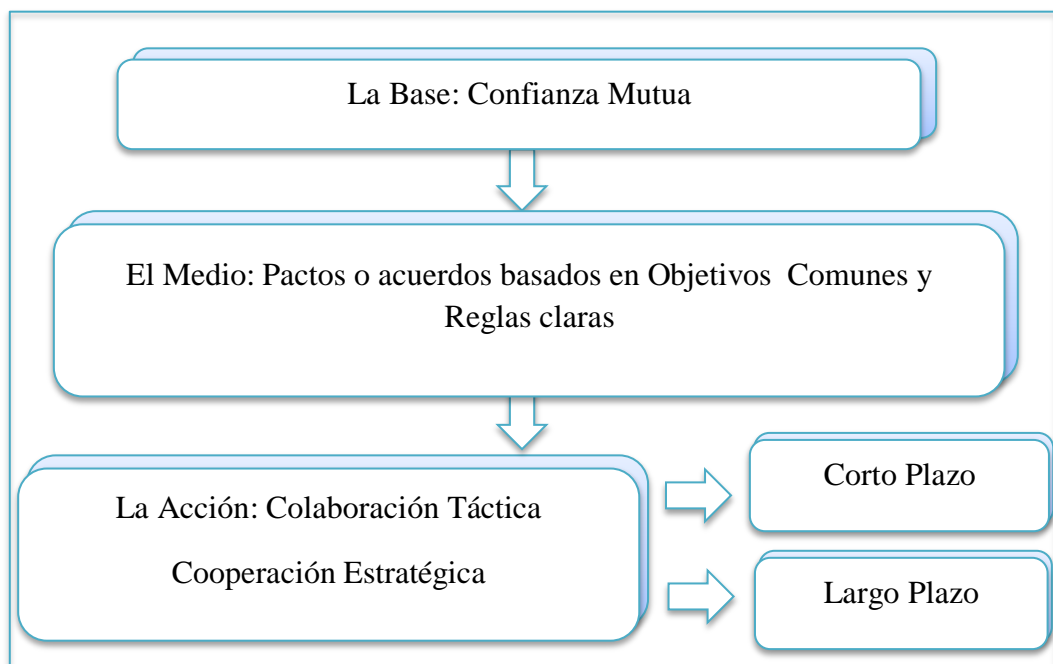 La Base: Confianza Mutua
El Medio: Pactos o acuerdos basados en Objetivos  Comunes y
Reglas claras
La Acción: Colaboración Táctica
Cooperación Estratégica
Corto Plazo
Largo Plazo